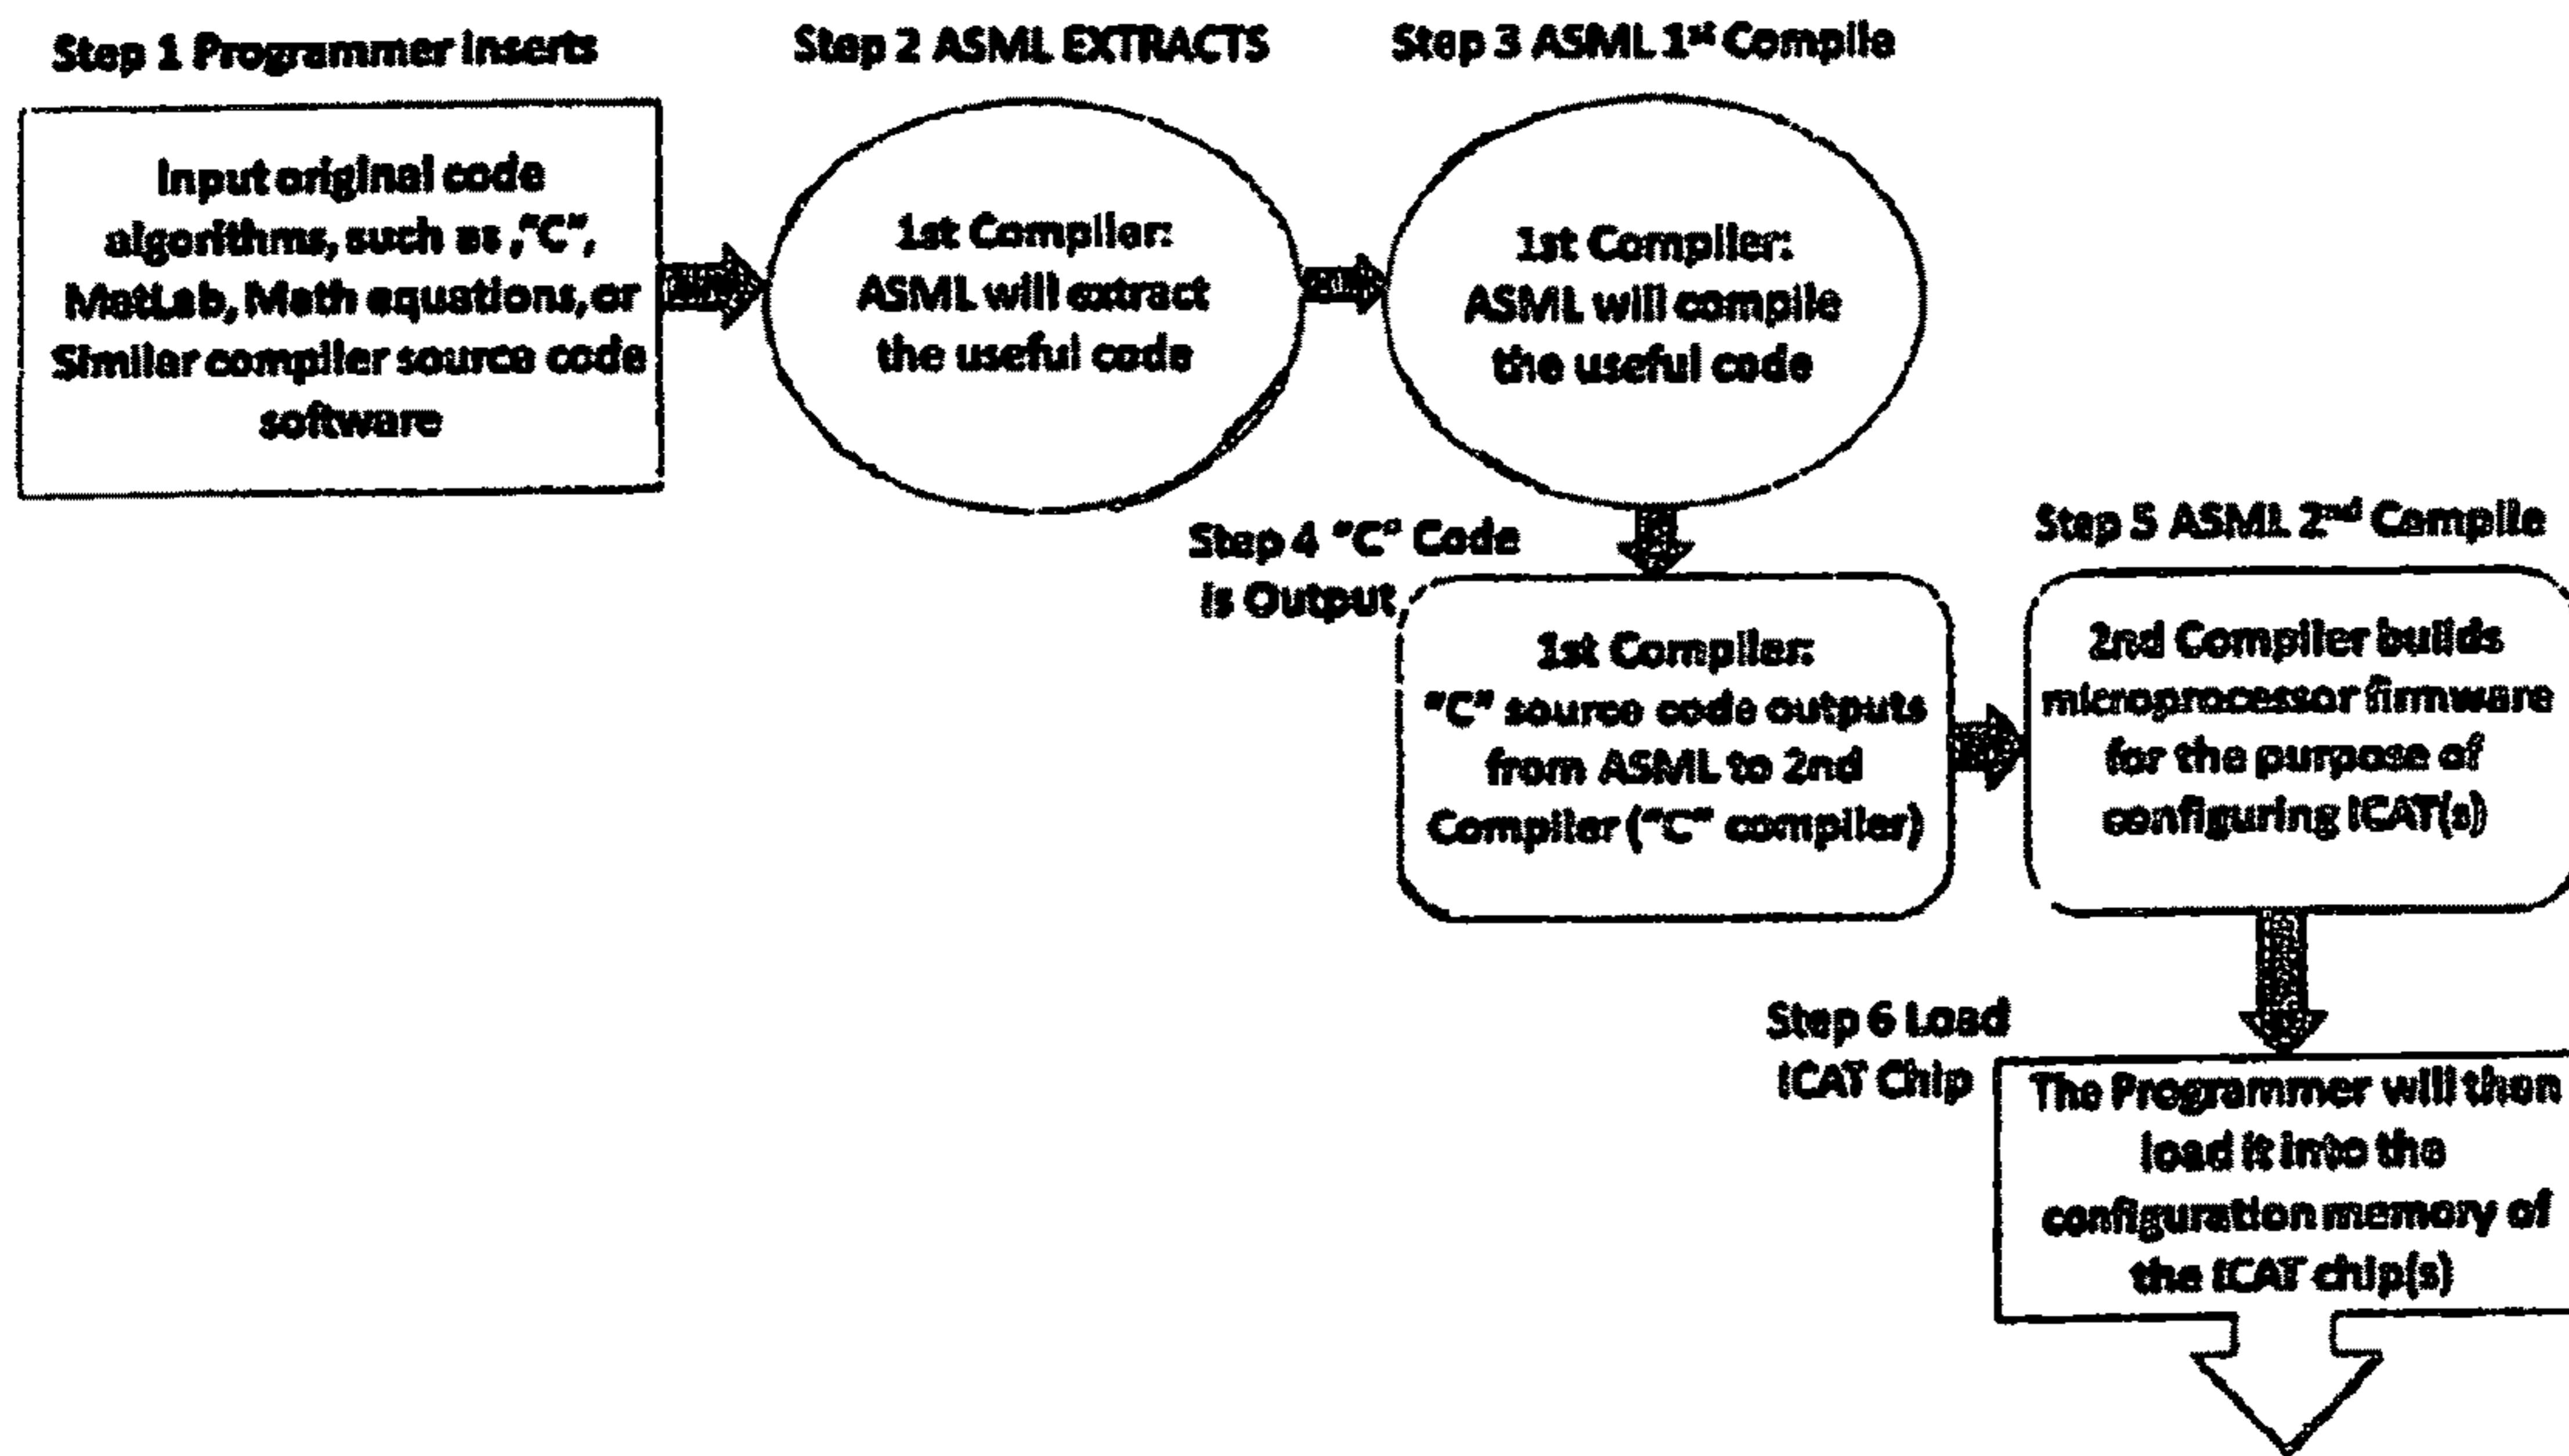 Step 1 Programmer inserts
Input original code
algorithms, such as ,"C",
MatLab, Math equations, or
Similar compiler source code
software
Step 2 ASML EXTRACTS
1st Compiler:
ASML will extract
the useful code
Step 3 ASML 1st Compile
1st Compiler:
ASML will compile
the useful code
Step 4 "C" Code
is Output
1st Compiler:
"C" source code outputs
from ASML to 2nd
Compiler ("C" compiler)
Step 5 ASML 2nd Compile
2nd Compiler builds
microprocessor firmware
for the purpose of
configuring ICAT(s)
Step 6 Load
ICAT Chip
The Programmer will then
load it into the
configuration memory of
the ICAT chip(s)